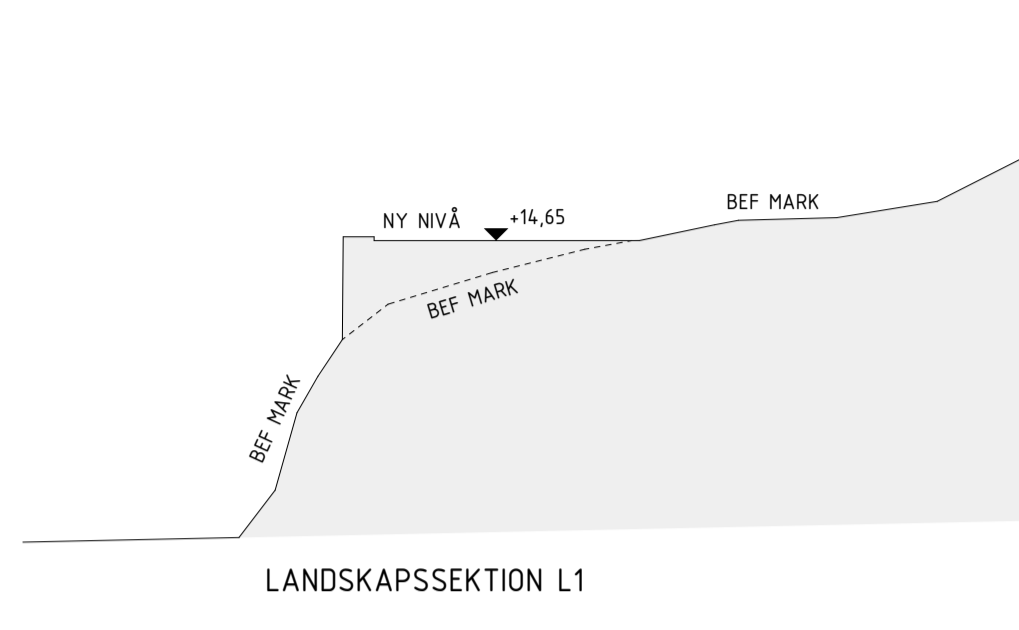 BEF MARK
NY NIVÅ
+14,65
BEF MARK
BEF MARK
LANDSKAPSSEKTION L1